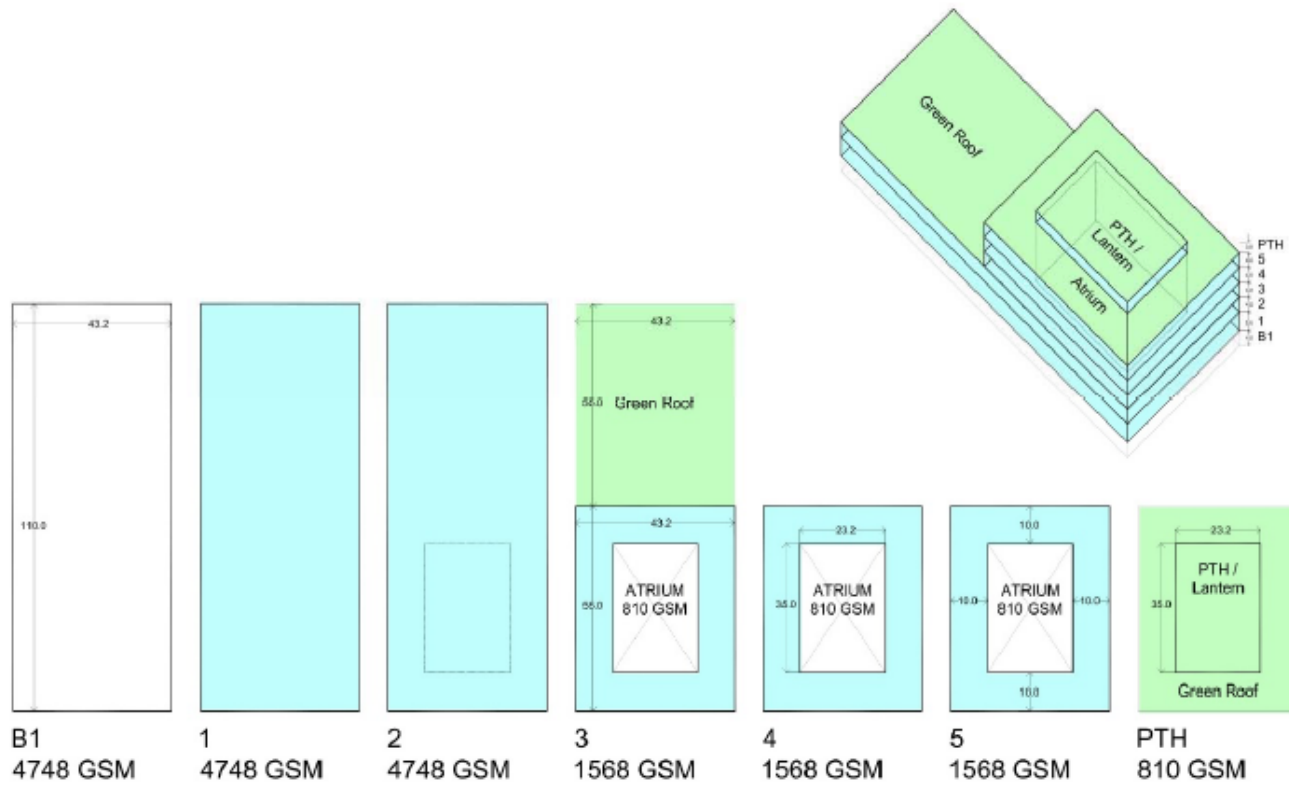 Green Roof
PTH /
Lantern
Atrium
PTH
5
4
3
2
1
B1
43.2
110.0
43.2
55.0
Green Roof
43.2
55.0
ATRIUM
810 GSM
23.2
35.0
ATRIUM
810 GSM
10.0
10.0
10.0
10.0
ATRIUM
810 GSM
23.2
35.0
PTH /
Lantern
Green Roof
B1
4748 GSM
1
4748 GSM
2
4748 GSM
3
1568 GSM
4
1568 GSM
5
1568 GSM
PTH
810 GSM